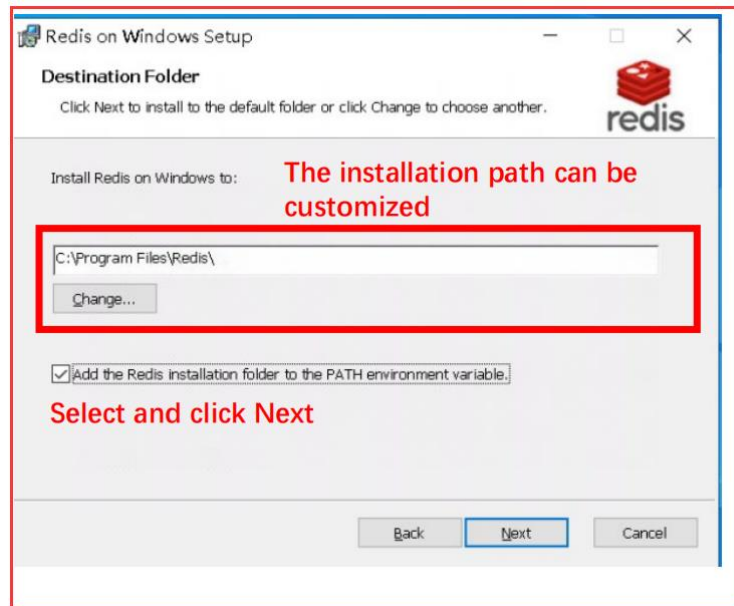 Redis on Windows Setup
Destination Folder
Click Next to install to the default folder or click Change to choose another.
redis
Install Redis on Windows to:
The installation path can be
customized
C:\Program Files\Redis\
Change...
Add the Redis installation folder to the PATH environment variable.
Select and click Next
Back
Next
Cancel